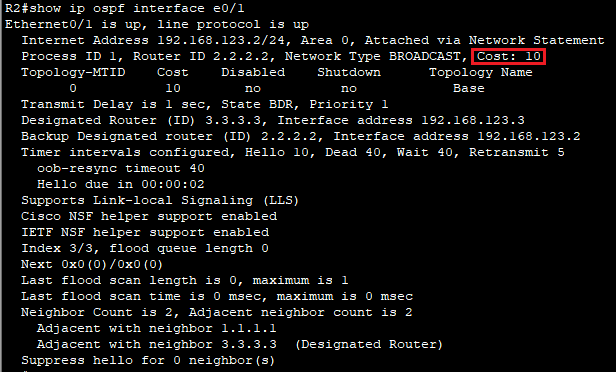 R2#show ip ospf interface e0/1
Ethernet0/1 is up, line protocol is up
Internet Address 192.168.123.2/24, Area 0, Attached via Network Statement
Process ID 1, Router ID 2.2.2.2, Network Type BROADCAST, Cost: 10
Topology-MTID Cost Disabled Shutdown Topology Name
0 10 no no Base
Transmit Delay is 1 sec, State BDR, Priority 1
Designated Router (ID) 3.3.3.3, Interface address 192.168.123.3
Backup Designated router (ID) 2.2.2.2, Interface address 192.168.123.2
Timer intervals configured, Hello 10, Dead 40, Wait 40, Retransmit 5
oob-resync timeout 40
Hello due in 00:00:02
Supports Link-local Signaling (LLS)
Cisco NSF helper support enabled
IETF NSF helper support enabled
Index 3/3, flood queue length 0
Next 0x0(0)/0x0(0)
Last flood scan length is 0, maximum is 1
Last flood scan time is 0 msec, maximum is 0 msec
Neighbor Count is 2, Adjacent neighbor count is 2
Adjacent with neighbor 1.1.1.1
Adjacent with neighbor 3.3.3.3 (Designated Router)
Suppress hello for 0 neighbor(s)